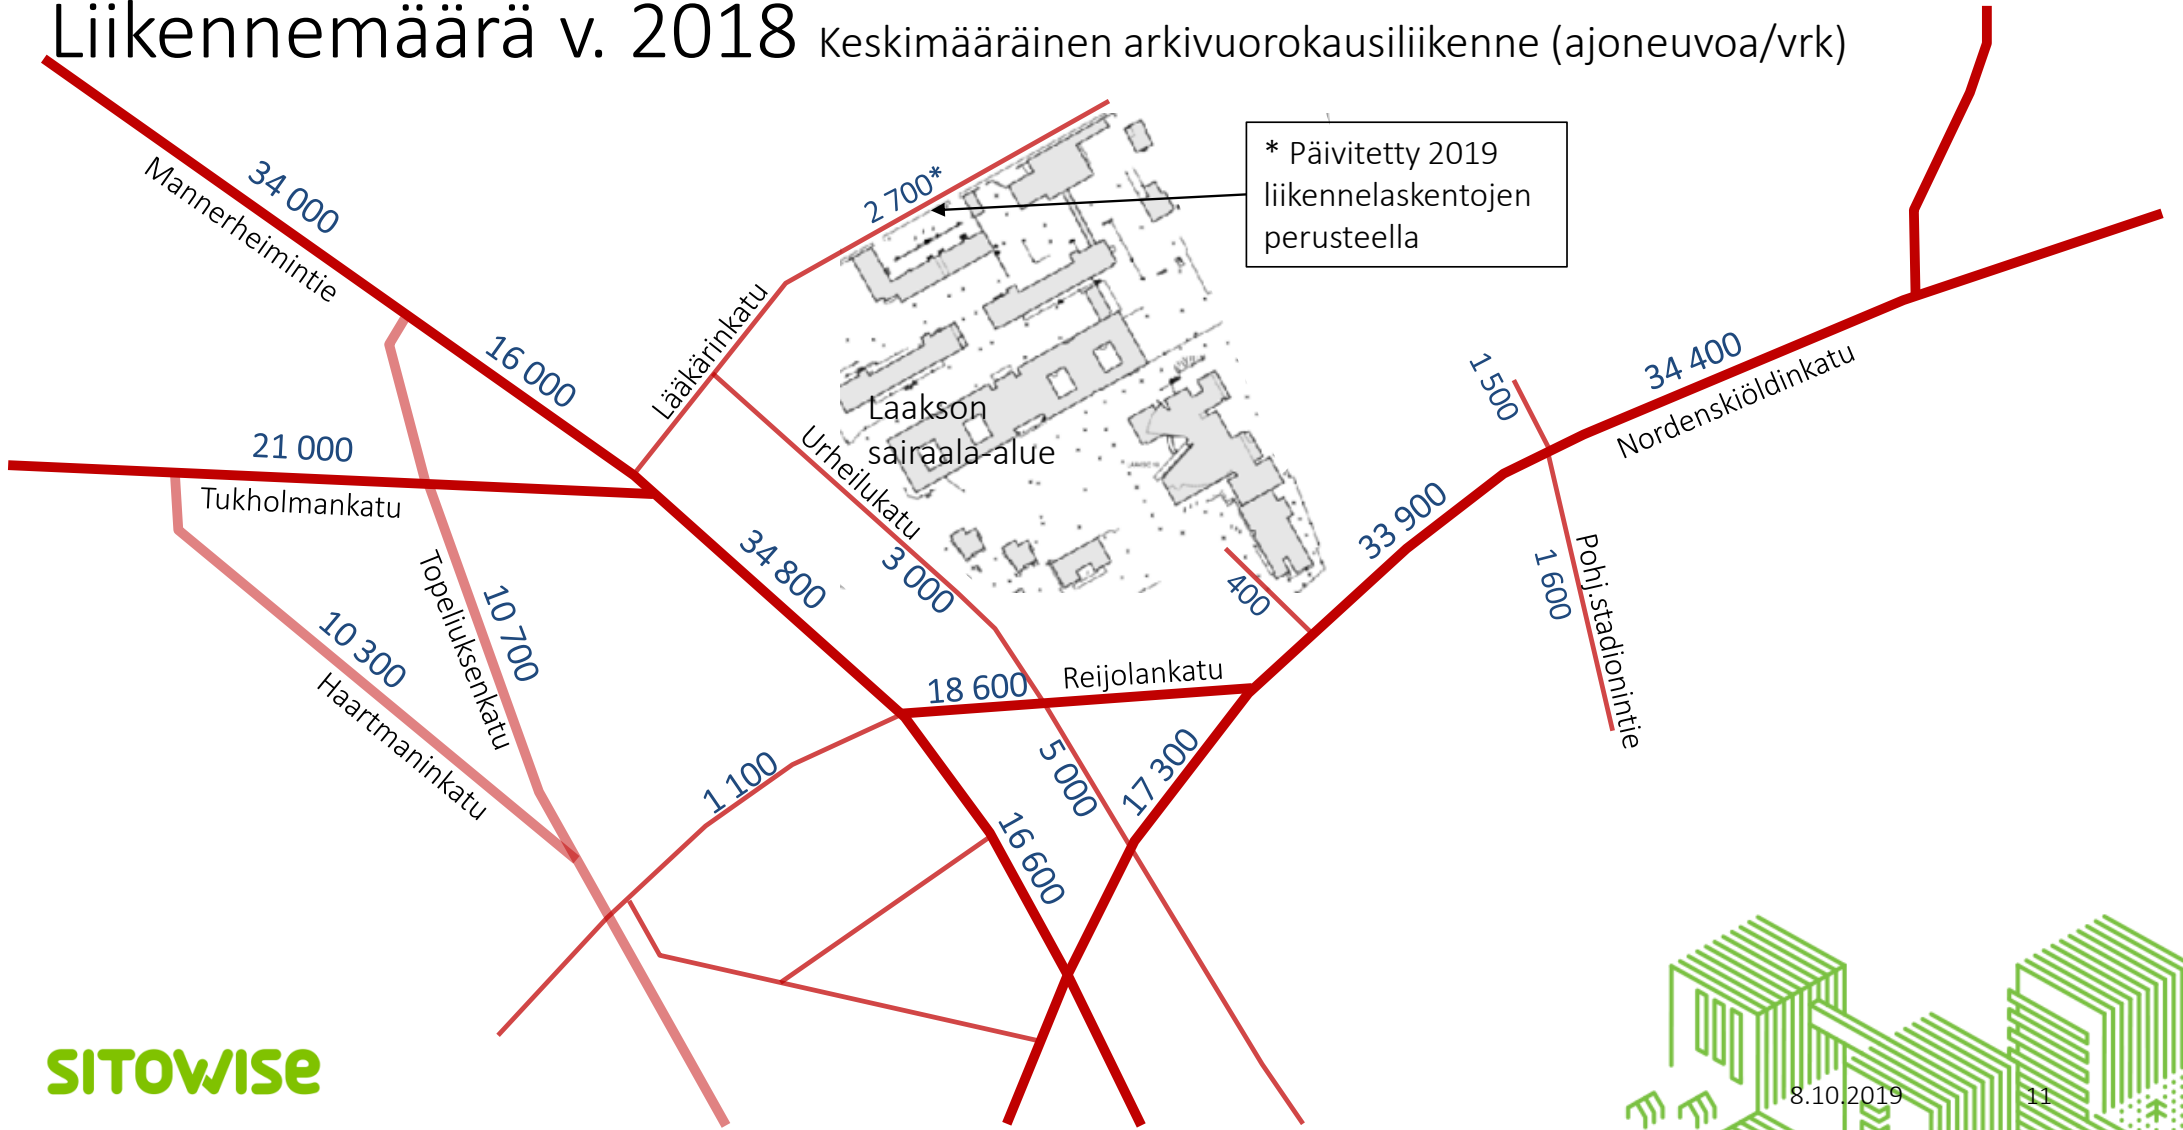 Liikennemäärä v. 2018 Keskimääräinen arkivuorokausiliikenne (ajoneuvoa/vrk)
34 000
Mannerheimintie
2 700*
* Päivitetty 2019
liikennelaskentojen
perusteella
16 000
Lääkärinkatu
21 000
Tukholmankatu
Laakson
sairaala-alue
Urheilukatu
1 500
34 400
Nordenskiöldinkatu
34 800
3 000
400
33 900
1 600
Pohj.stadionintie
10 300
Haartmaninkatu
Topeliuksenkatu
10 700
18 600
Reijolankatu
1 100
5 000
17 300
16 600
SITOWISE
8.10.2019
11